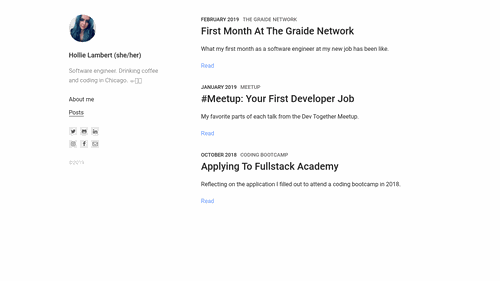 Hollie Lambert (she/her)
Software engineer. Drinking coffee
and coding in Chicago.
About me
Posts
FEBRUARY 2019 THE GRAIDE NETWORK
First Month At The Graide Network
What my first month as a software engineer at my new job has been like.
Read
JANUARY 2019 MEETUP
#Meetup: Your First Developer Job
My favorite parts of each talk from the Dev Together Meetup.
Read
OCTOBER 2018 CODING BOOTCAMP
Applying To Fullstack Academy
Reflecting on the application I filled out to attend a coding bootcamp in 2018.
Read